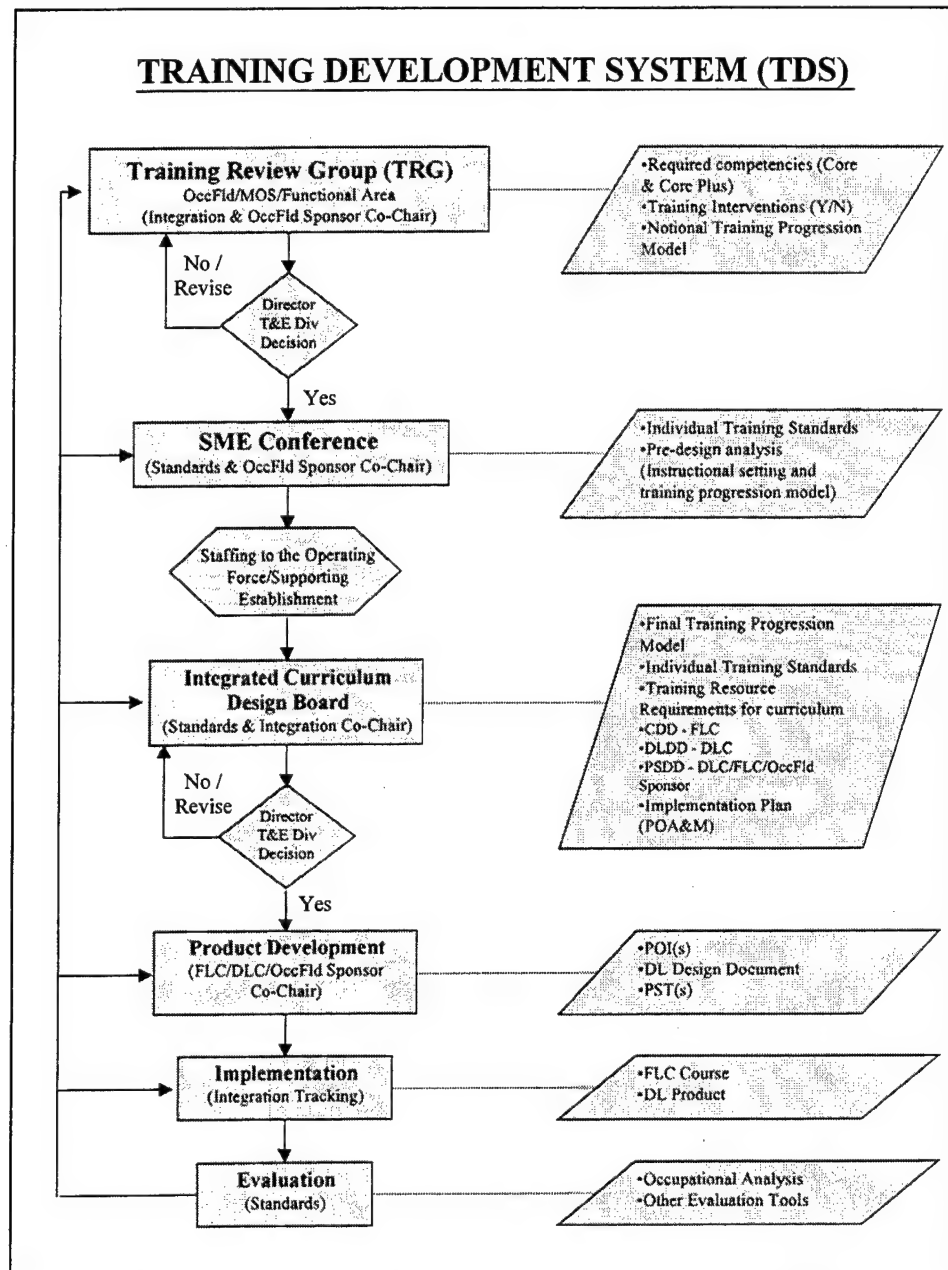 TRAINING DEVELOPMENT SYSTEM (TDS)
Training Review Group (TRG)
OccFld/MOS/Functional Area
(Integration & OccFld Sponsor Co-Chair)
•Required competencies (Core
& Core Plus)
•Training Interventions (Y/N)
•Notional Training Progression
Model
No /
Revise
Director
T&E Div
Decision
Yes
SME Conference
(Standards & OccFld Sponsor Co-Chair)
•Individual Training Standards
•Pre-design analysis
(Instructional setting and
training progression model)
Staffing to the Operating
Force/Supporting
Establishment
Integrated Curriculum
Design Board
(Standards & Integration Co-Chair)
•Final Training Progression
Model
•Individual Training Standards
•Training Resource
Requirements for curriculum
•CDD - FLC
•DLDD - DLC
•PSDD - DLC/FLC/OccFld
Sponsor
•Implementation Plan
(POA&M)
No /
Revise
Director
T&E Div
Decision
Yes
Product Development
(FLC/DLC/OccFld Sponsor
Co-Chair)
•POI(s)
•DL Design Document
•PST(s)
Implementation
(Integration Tracking)
•FLC Course
•DL Product
Evaluation
(Standards)
•Occupational Analysis
•Other Evaluation Tools